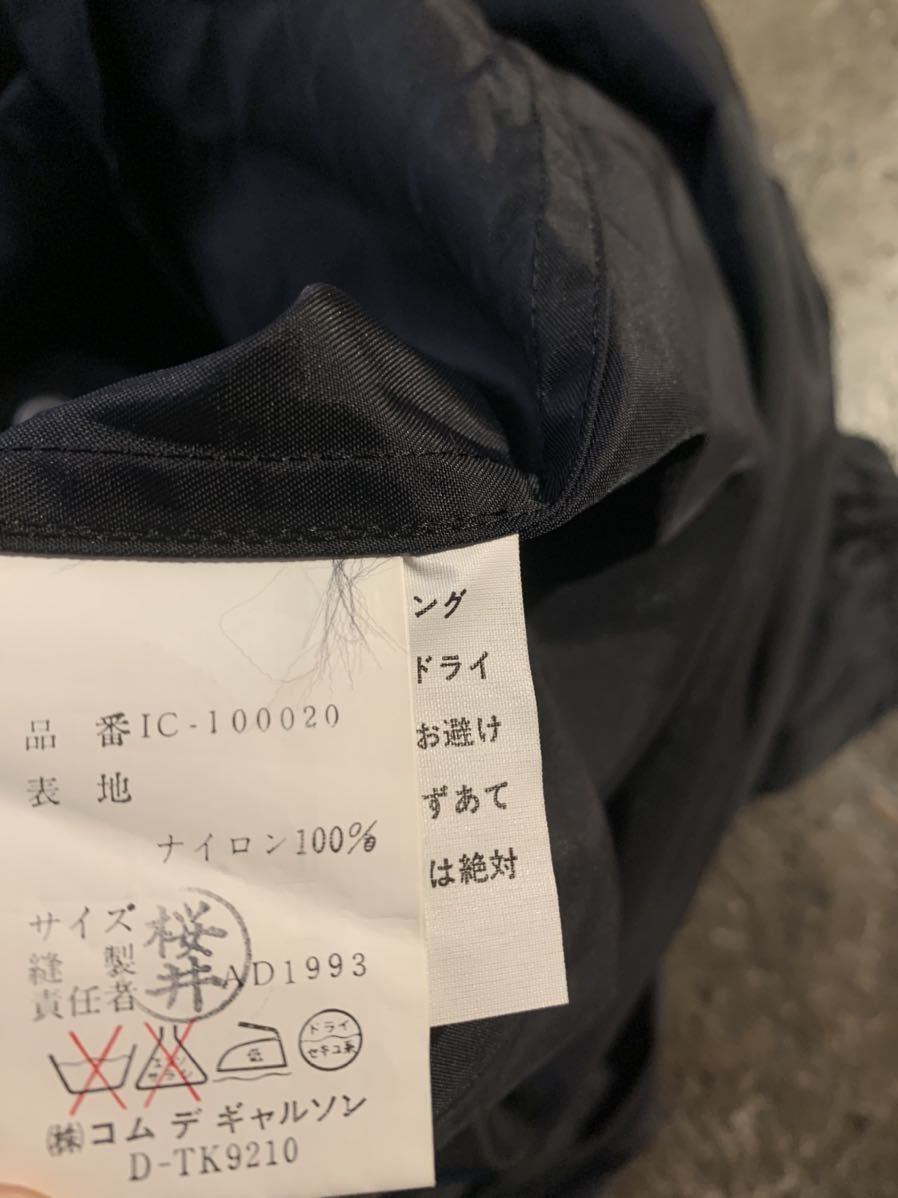 ング
ドライ
お避け
ずあて
は絶対
品 番 IC-100020
表 地
ナイロン100%
サイズ
縫 製
責任者 桜井 AD1993
ドライ
セキユ系
㈱コム デ ギャルソン
D-TK9210